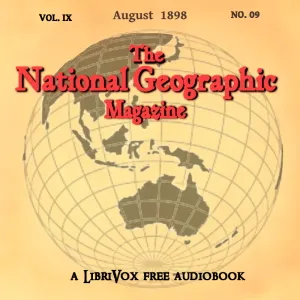 VOL. IX August 1898 NO. 09
The
National Geographic
Magazine
A LIBRIVOX FREE AUDIOBOOK